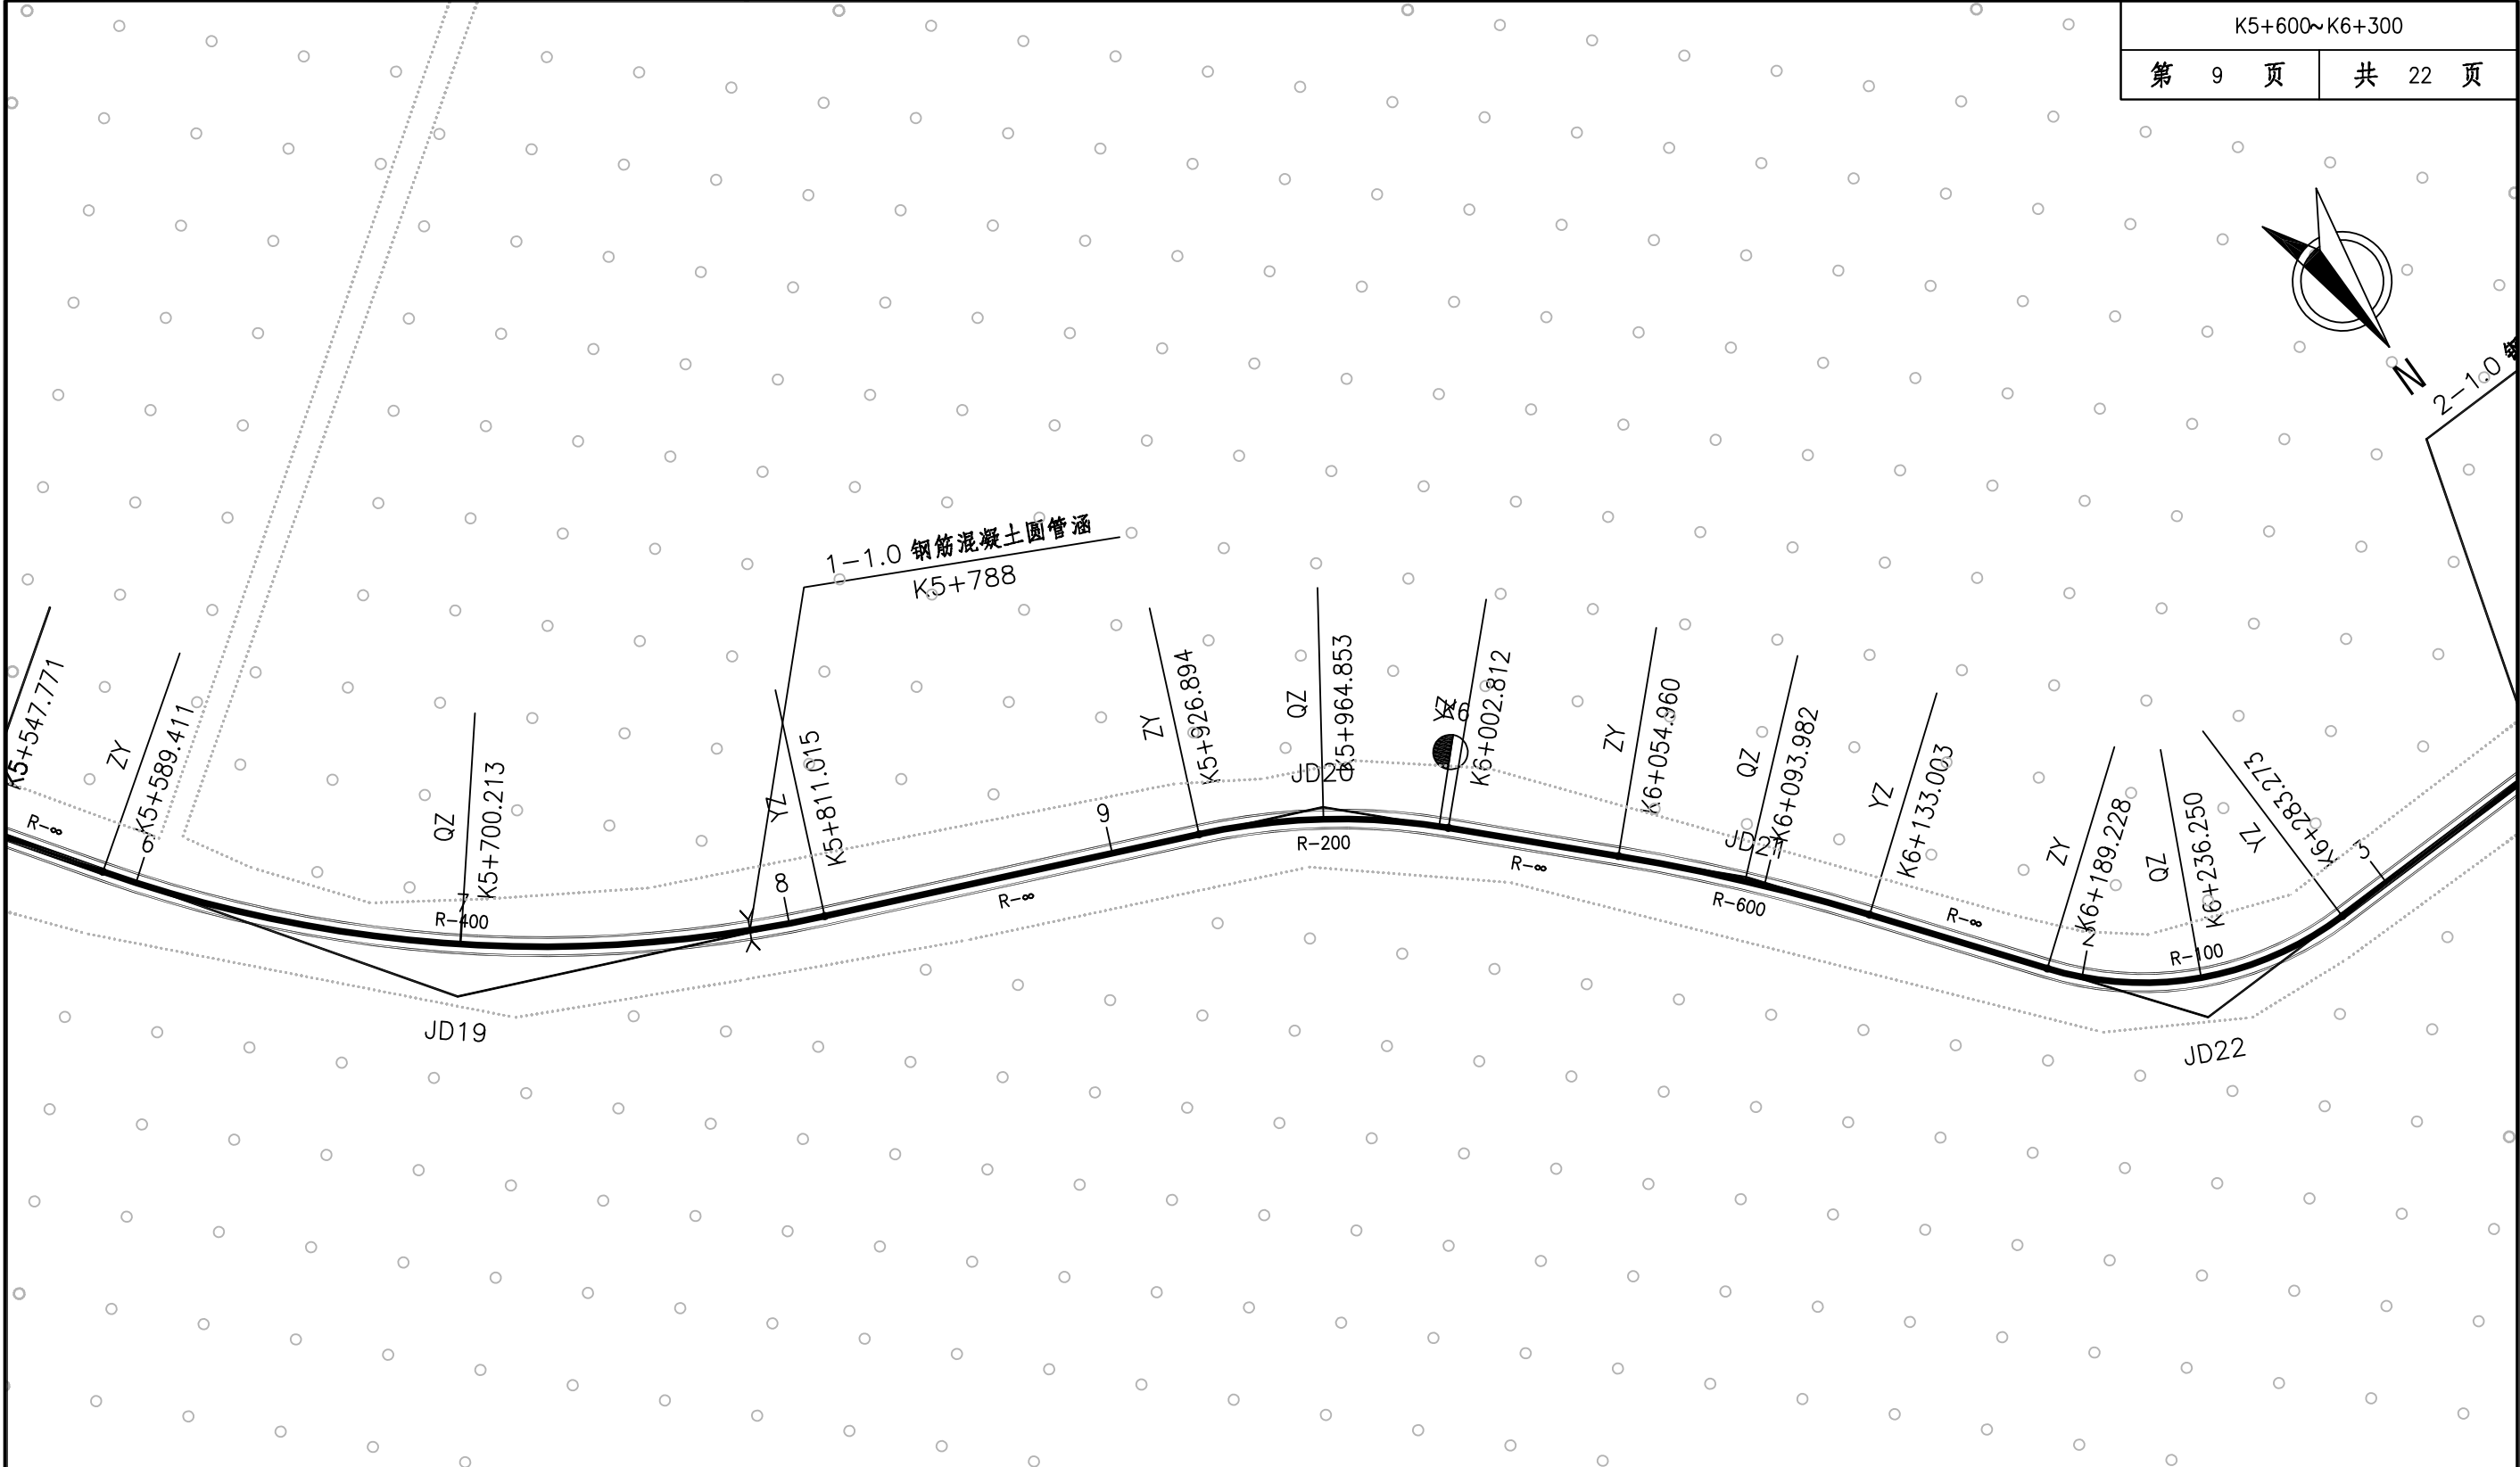 K5+600~K6+300
第 9 页 共 22 页
N
2-1.0
1-1.0 钢筋混凝土圆管涵
K5+788
K5+547.771
ZY
K5+589.411
QZ
K5+700.213
YZ
K5+811.015
ZY
K5+926.894
QZ
K5+964.853
YZ
K6
K6+002.812
ZY
K6+054.960
QZ
K6+093.982
YZ
K6+133.003
ZY
K6+189.228
QZ
K6+236.250
YZ
K6+283.273
R-∞
6
7
R-400
8
R-∞
9
JD20
R-200
R-∞
JD21
R-600
R-∞
2
R-100
3
JD19
JD22